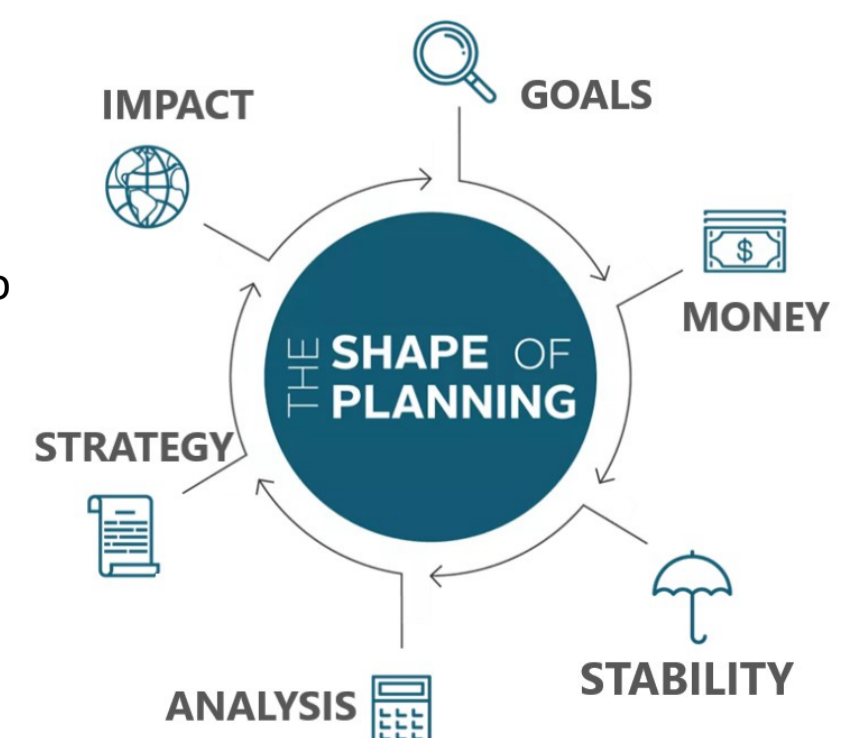 GOALS
IMPACT
$
MONEY
THE SHAPE OF
PLANNING
STRATEGY
STABILITY
ANALYSIS